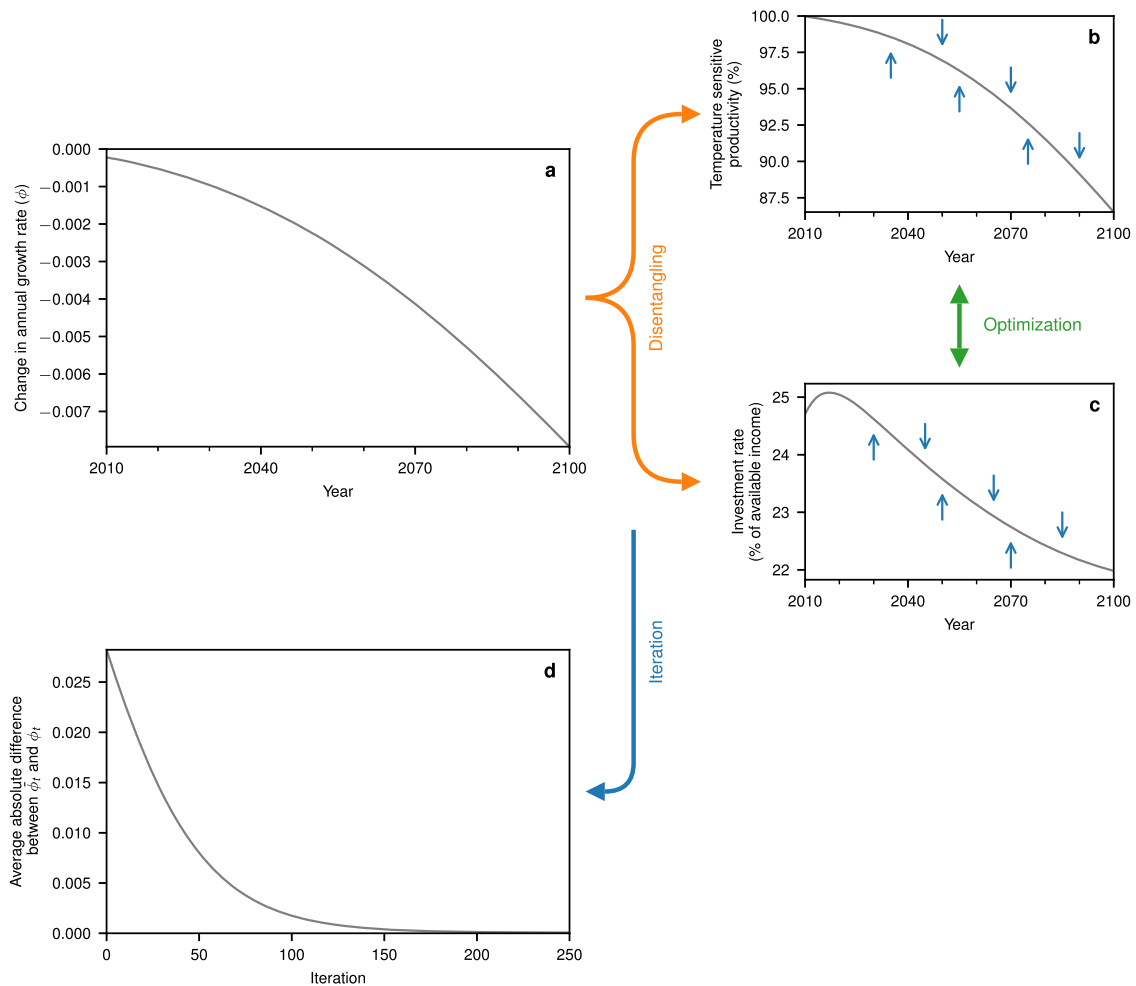 a
Change in annual growth rate (ϕ)
0.000
−0.001
−0.002
−0.003
−0.004
−0.005
−0.006
−0.007
2010
2040
2070
2100
Year
Disentangling
b
Temperature sensitive
productivity (%)
100.0
97.5
95.0
92.5
90.0
87.5
2010
2040
2070
2100
Year
Optimization
c
Investment rate
(% of available income)
25
24
23
22
2010
2040
2070
2100
Year
Iteration
d
Average absolute difference
between ϕ̃ₜ and ϕₜ
0.025
0.020
0.015
0.010
0.005
0.000
0
50
100
150
200
250
Iteration